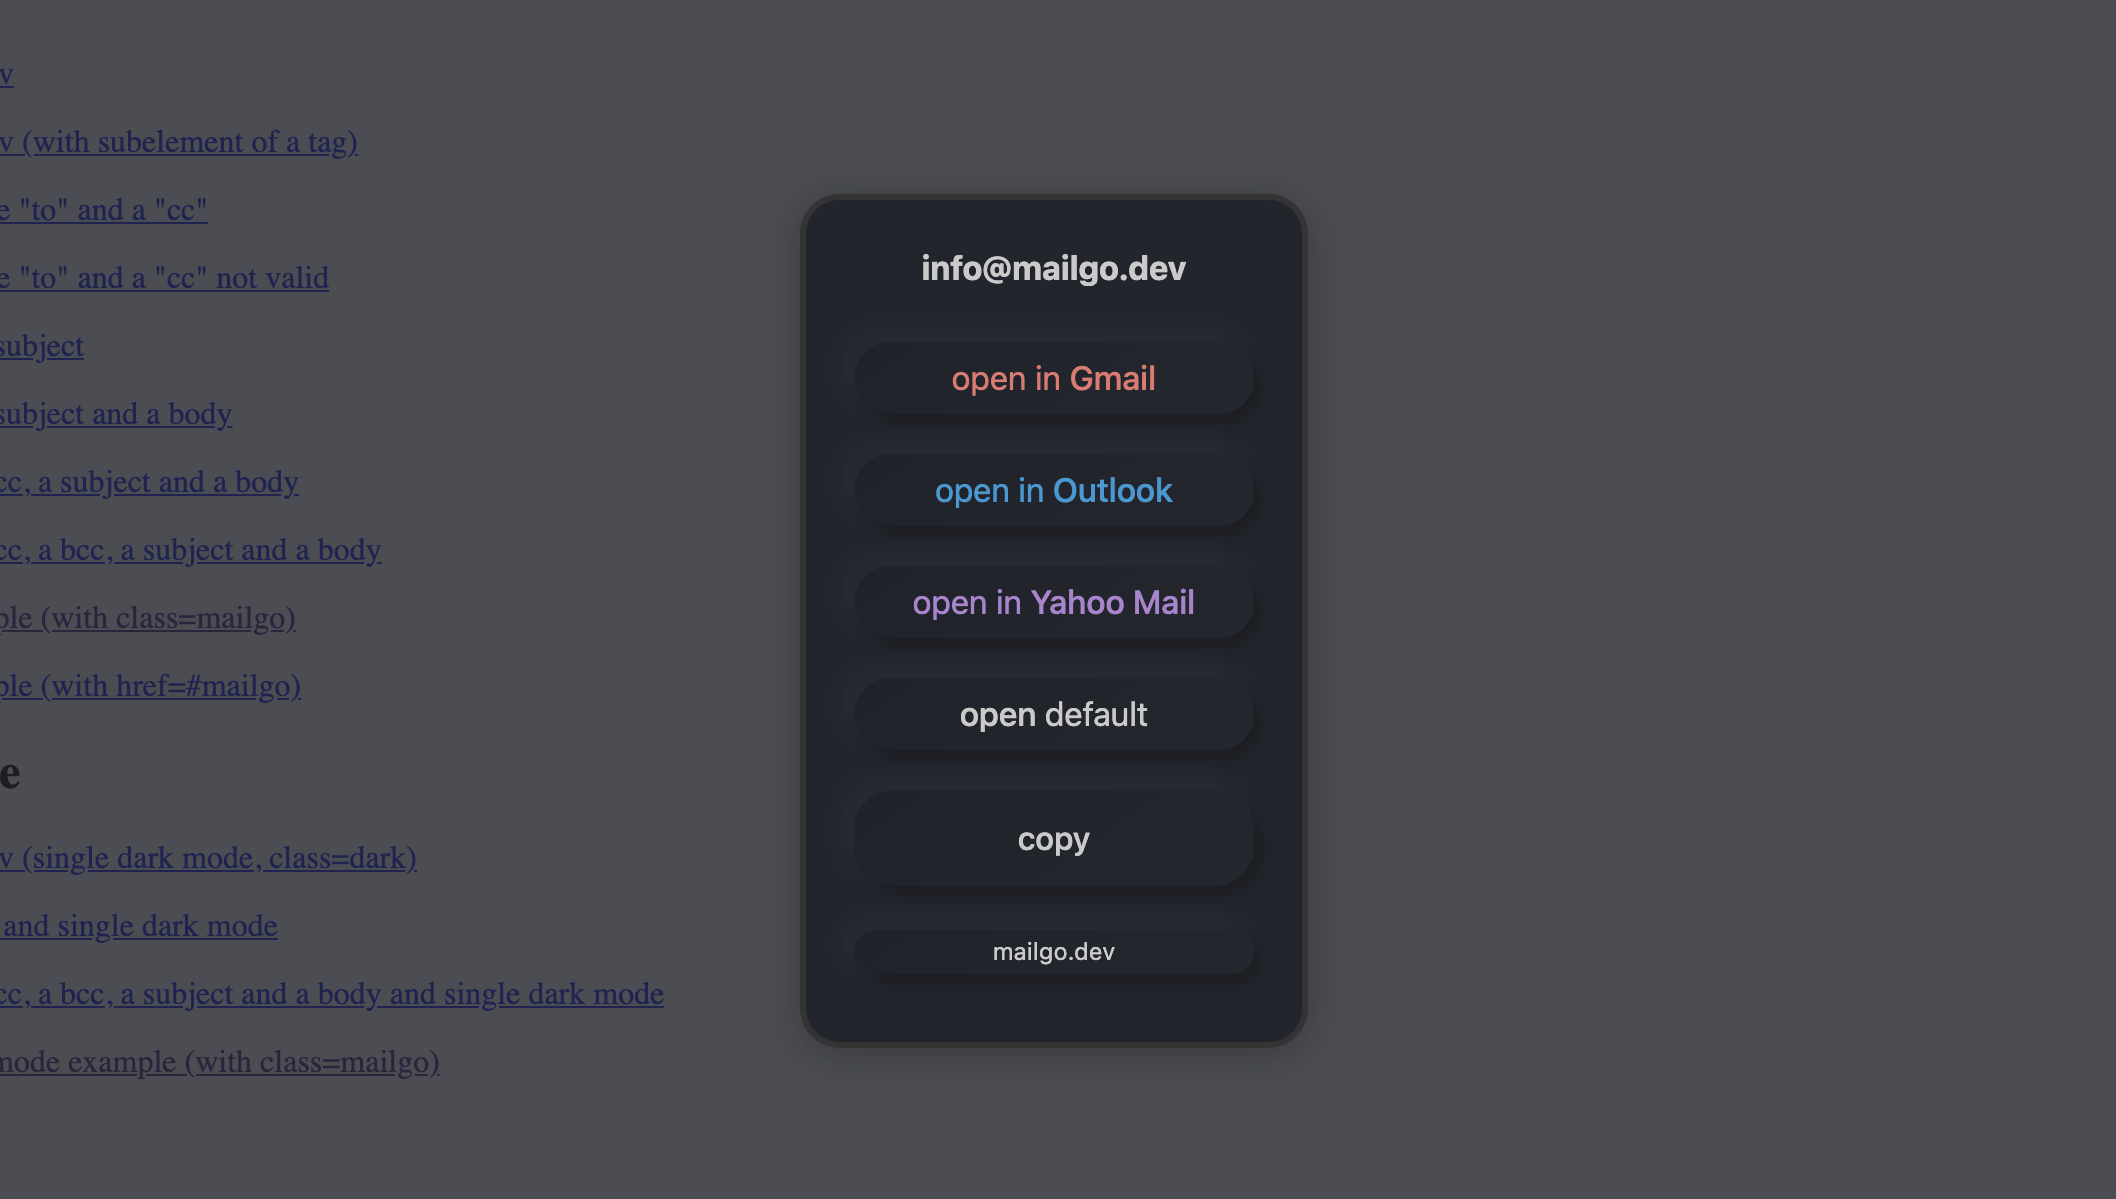 v
v (with subelement of a tag)
e "to" and a "cc"
e "to" and a "cc" not valid
subject
subject and a body
cc, a subject and a body
cc, a bcc, a subject and a body
ple (with class=mailgo)
ple (with href=#mailgo)
e
v (single dark mode, class=dark)
and single dark mode
cc, a bcc, a subject and a body and single dark mode
mode example (with class=mailgo)
info@mailgo.dev
open in Gmail
open in Outlook
open in Yahoo Mail
open default
copy
mailgo.dev